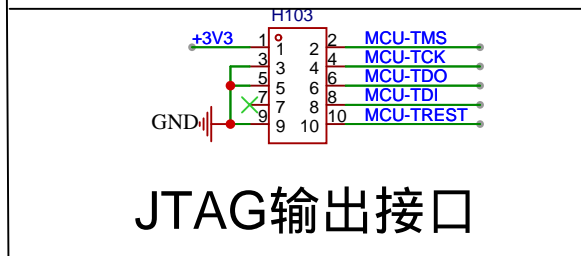 H103
+3V3 1 1 2 2 MCU-TMS
3 3 4 4 MCU-TCK
5 5 6 6 MCU-TDO
7 7 8 8 MCU-TDI
GND 9 9 10 10 MCU-TREST
JTAG输出接口